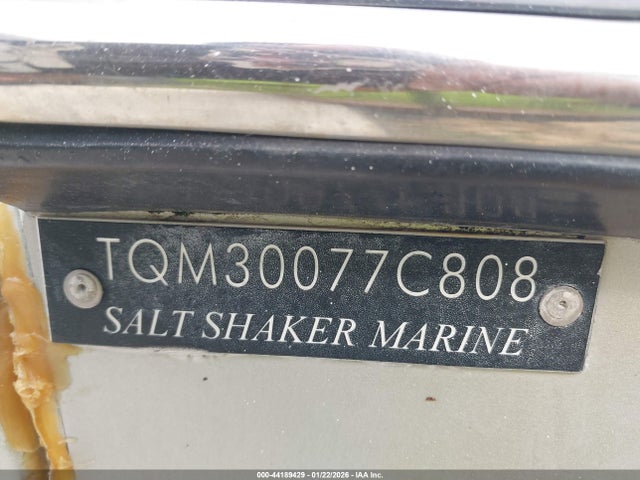 TQM30077C808
SALT SHAKER MARINE
000-44189429 - 01/22/2026 - IAA Inc.